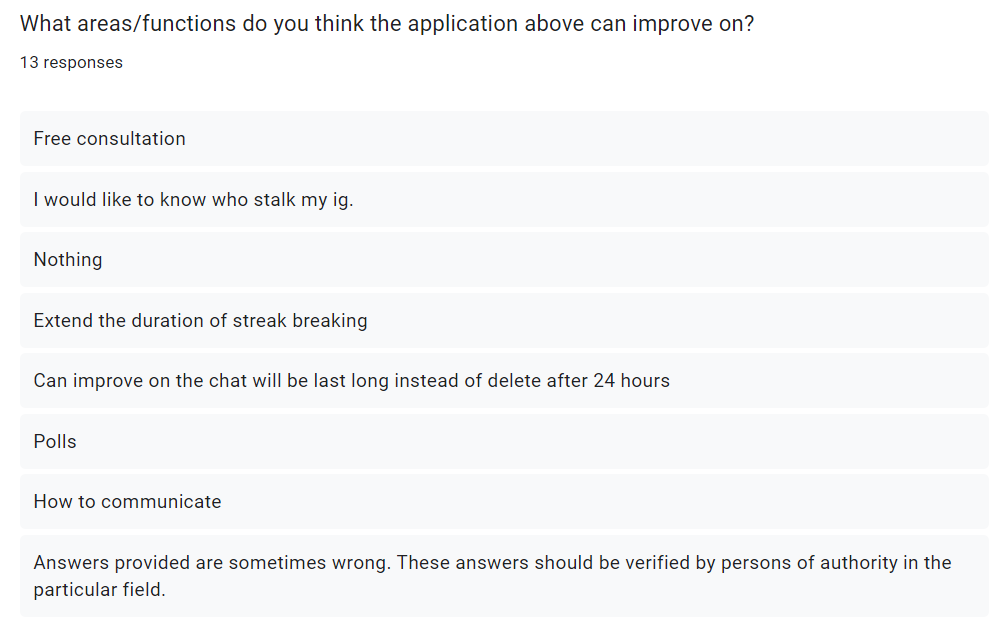 What areas/functions do you think the application above can improve on?
13 responses
Free consultation
I would like to know who stalk my ig.
Nothing
Extend the duration of streak breaking
Can improve on the chat will be last long instead of delete after 24 hours
Polls
How to communicate
Answers provided are sometimes wrong. These answers should be verified by persons of authority in the
particular field.